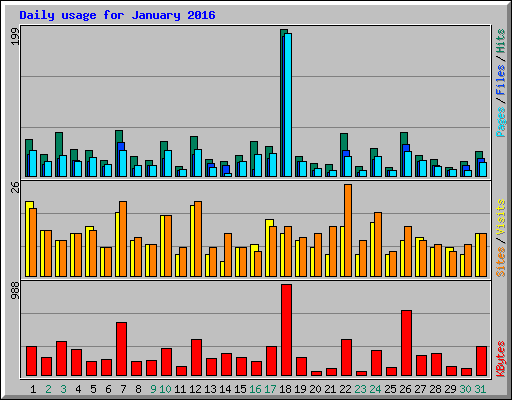 Daily usage for January 2016
199
Pages / Files / Hits
26
Sites / Visits
988
KBytes
1 2 3 4 5 6 7 8 9 10 11 12 13 14 15 16 17 18 19 20 21 22 23 24 25 26 27 28 29 30 31